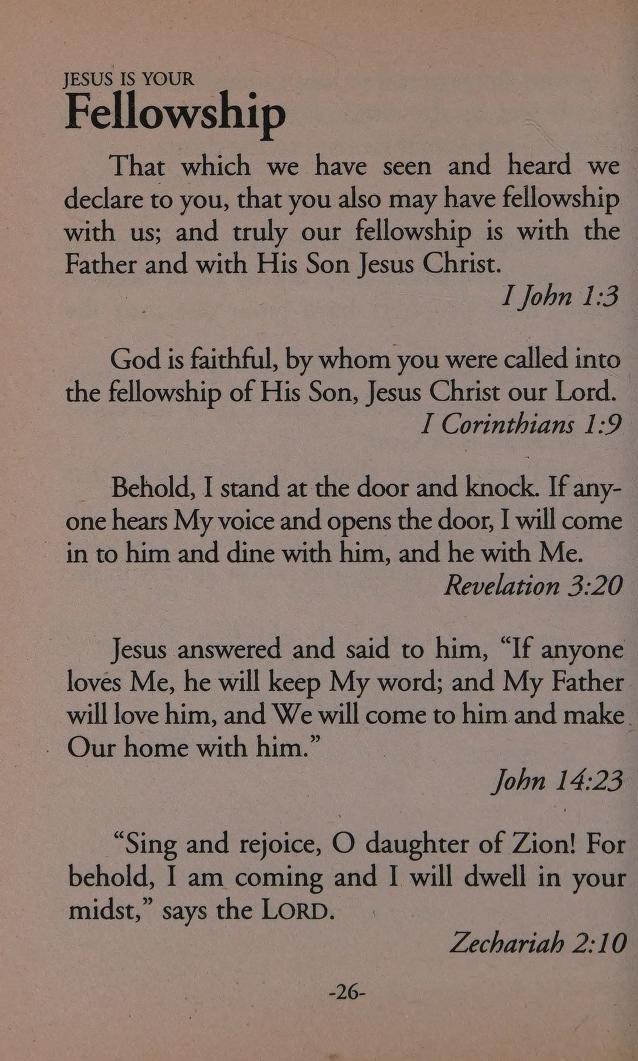 JESUS IS YOUR
Fellowship
That which we have seen and heard we
declare to you, that you also may have fellowship
with us; and truly our fellowship is with the
Father and with His Son Jesus Christ.
I John 1:3
God is faithful, by whom you were called into
the fellowship of His Son, Jesus Christ our Lord.
I Corinthians 1:9
Behold, I stand at the door and knock. If any-
one hears My voice and opens the door, I will come
in to him and dine with him, and he with Me.
Revelation 3:20
Jesus answered and said to him, “If anyone
loves Me, he will keep My word; and My Father
will love him, and We will come to him and make
Our home with him.”
John 14:23
“Sing and rejoice, O daughter of Zion! For
behold, I am coming and I will dwell in your
midst,” says the LORD.
Zechariah 2:10
-26-